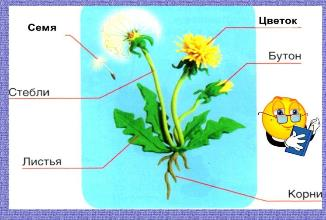 Семя
Цветок
Бутон
Стебли
Листья
Корни